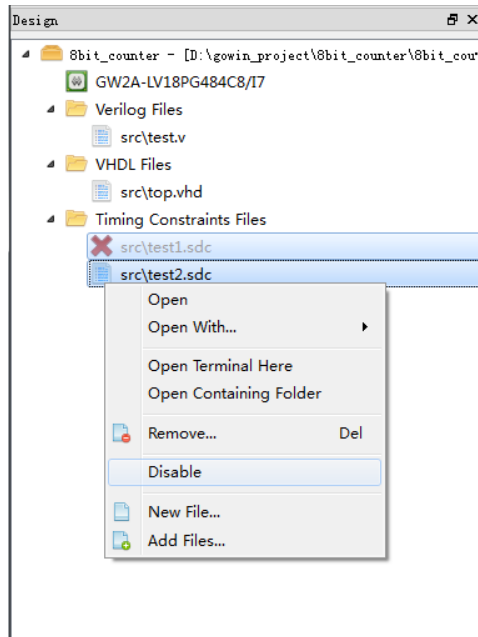 Design
8bit_counter - [D:\gowin_project\8bit_counter\8bit_cou
GW2A-LV18PG484C8/I7
Verilog Files
src\test.v
VHDL Files
src\top.vhd
Timing Constraints Files
src\test1.sdc
src\test2.sdc
Open
Open With...
Open Terminal Here
Open Containing Folder
Remove... Del
Disable
New File...
Add Files...